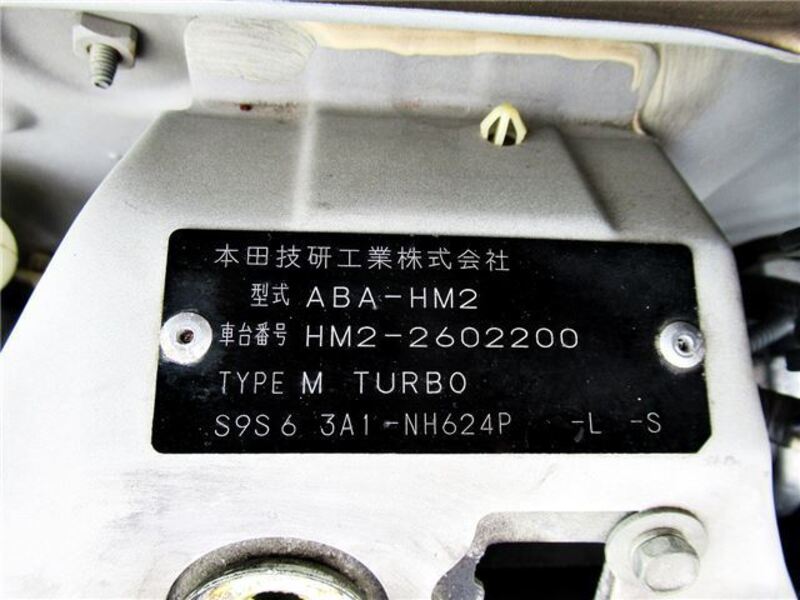 本田技研工業株式会社
型式 ABA-HM2
車台番号 HM2-2602200
TYPE M TURBO
S9S6 3A1-NH624P -L -S